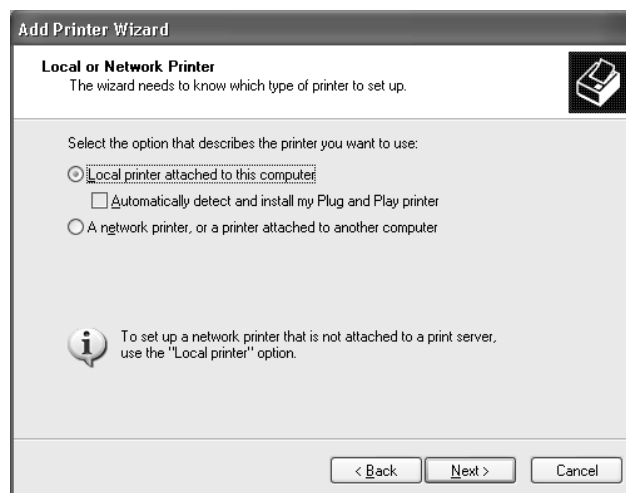 Add Printer Wizard
Local or Network Printer
The wizard needs to know which type of printer to set up.
Select the option that describes the printer you want to use:
Local printer attached to this computer
Automatically detect and install my Plug and Play printer
A network printer, or a printer attached to another computer
To set up a network printer that is not attached to a print server,
use the "Local printer" option.
< Back
Next >
Cancel